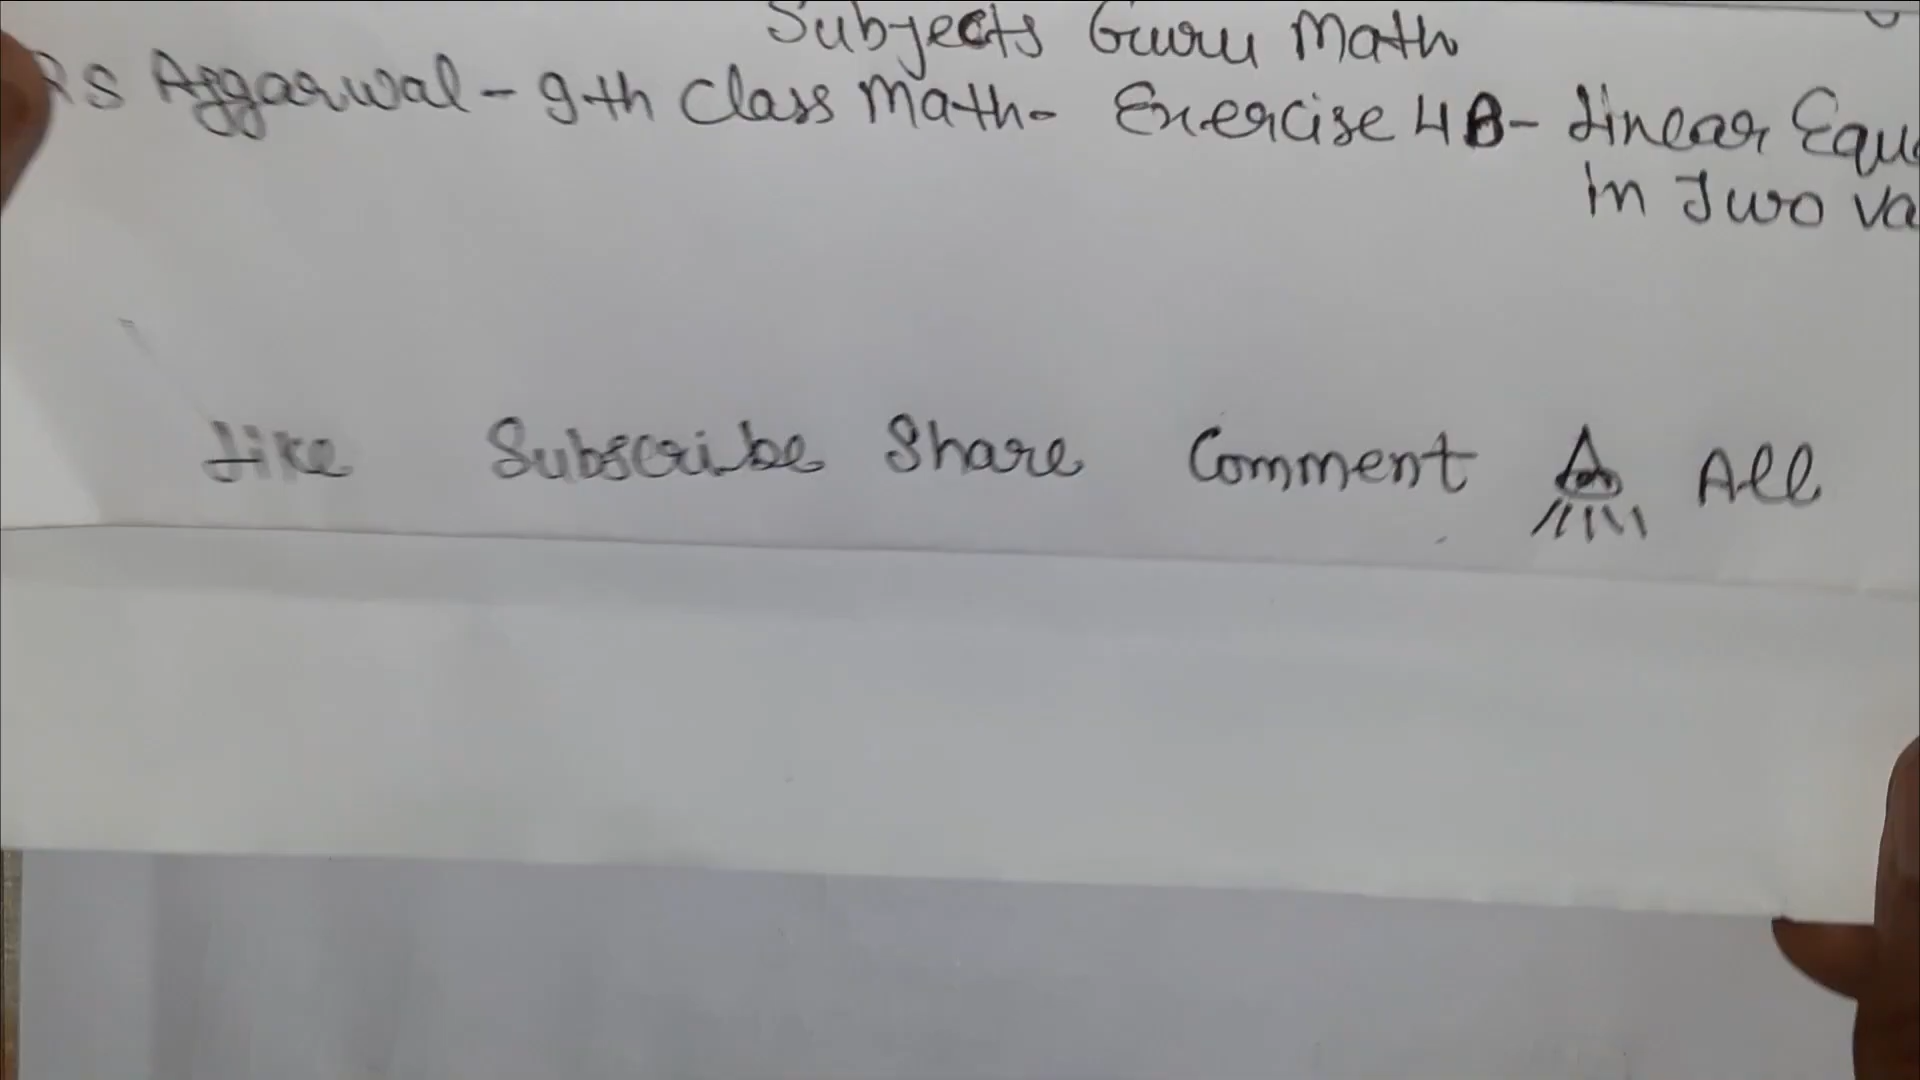 Subjects Guru Math
RS Aggarwal - 9th Class Math - Exercise 4B - Linear Equ
in Two Va
Like Subscribe Share Comment All